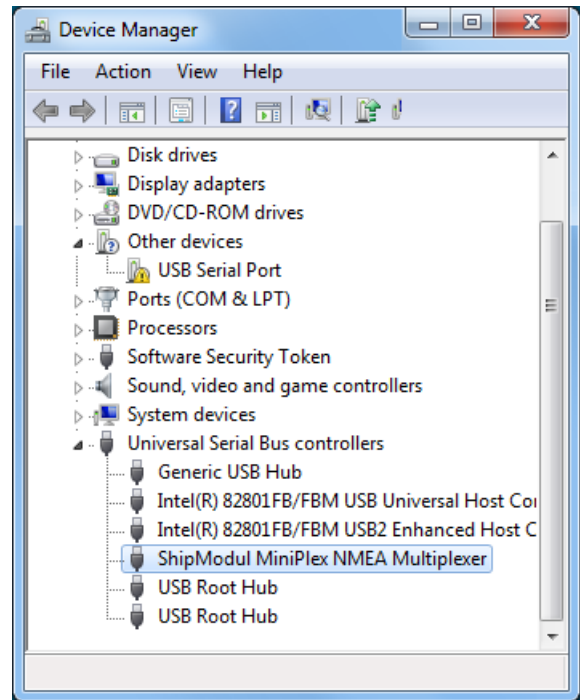 Device Manager
File Action View Help
Disk drives
Display adapters
DVD/CD-ROM drives
Other devices
USB Serial Port
Ports (COM & LPT)
Processors
Software Security Token
Sound, video and game controllers
System devices
Universal Serial Bus controllers
Generic USB Hub
Intel(R) 82801FB/FBM USB Universal Host Co
Intel(R) 82801FB/FBM USB2 Enhanced Host C
ShipModul MiniPlex NMEA Multiplexer
USB Root Hub
USB Root Hub